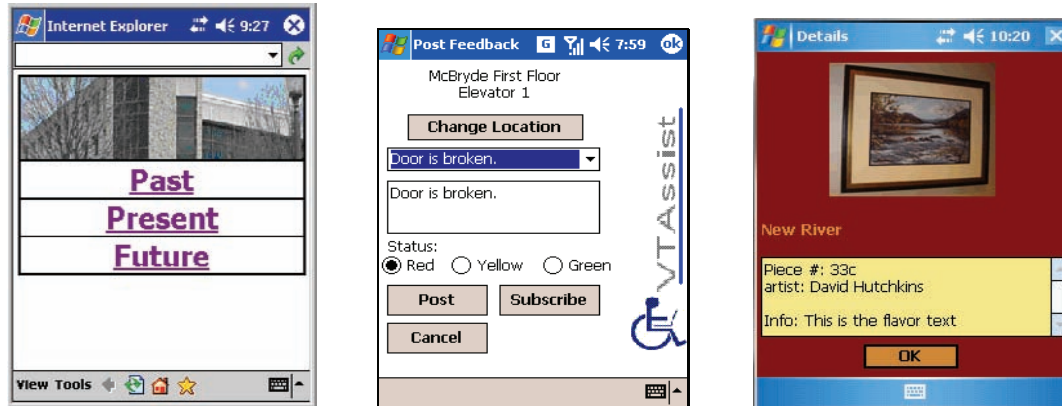 Internet Explorer 9:27
Past
Present
Future
View Tools
Post Feedback G 7:59 ok
McBryde First Floor
Elevator 1
Change Location
Door is broken.
Door is broken.
Status:
Red Yellow Green
Post Subscribe
Cancel
VTAssist
Details 10:20
New River
Piece #: 33c
artist: David Hutchkins
Info: This is the flavor text
OK